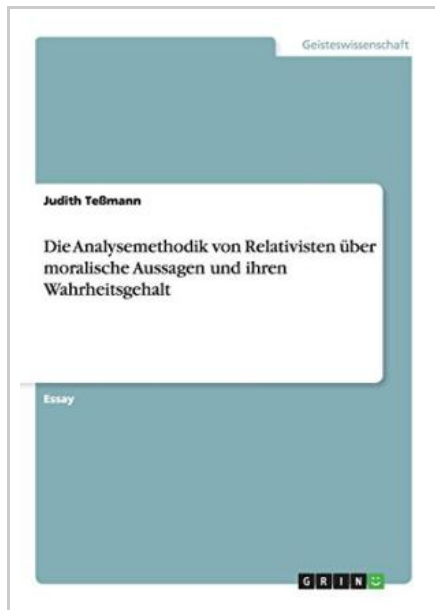 Geisteswissenschaft
Judith Teßmann
Die Analysemethodik von Relativisten über
moralische Aussagen und ihren
Wahrheitsgehalt
Essay
GRIN